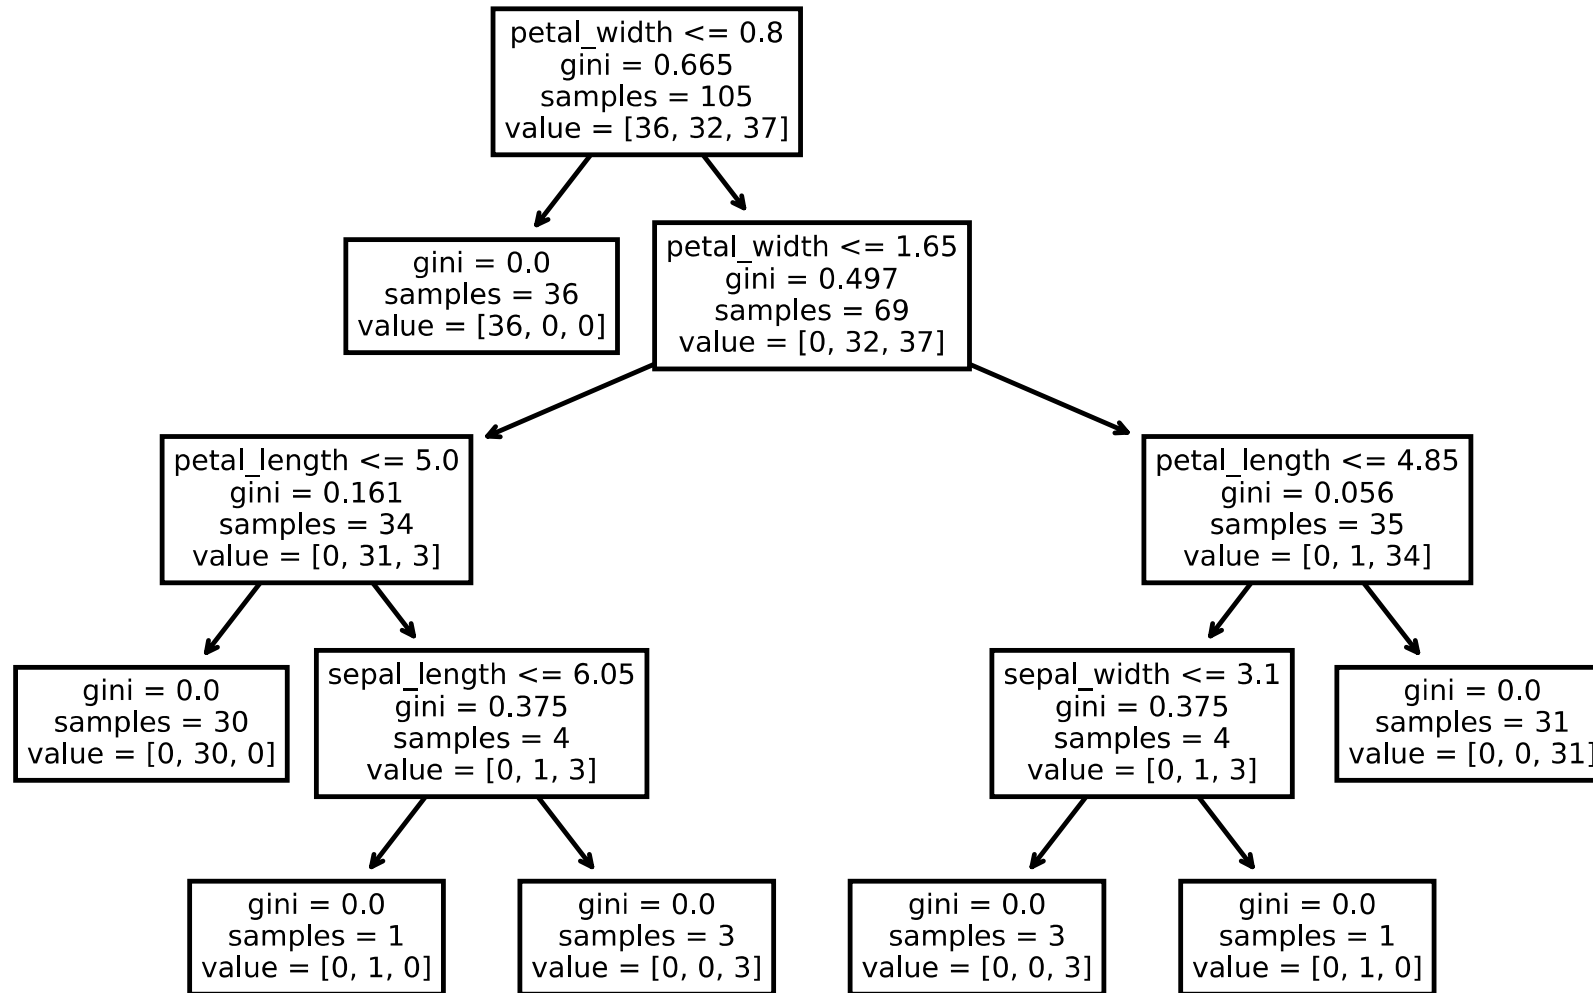 petal_width <= 0.8
gini = 0.665
samples = 105
value = [36, 32, 37]
gini = 0.0
samples = 36
value = [36, 0, 0]
petal_width <= 1.65
gini = 0.497
samples = 69
value = [0, 32, 37]
petal_length <= 5.0
gini = 0.161
samples = 34
value = [0, 31, 3]
petal_length <= 4.85
gini = 0.056
samples = 35
value = [0, 1, 34]
gini = 0.0
samples = 30
value = [0, 30, 0]
sepal_length <= 6.05
gini = 0.375
samples = 4
value = [0, 1, 3]
sepal_width <= 3.1
gini = 0.375
samples = 4
value = [0, 1, 3]
gini = 0.0
samples = 31
value = [0, 0, 31]
gini = 0.0
samples = 1
value = [0, 1, 0]
gini = 0.0
samples = 3
value = [0, 0, 3]
gini = 0.0
samples = 3
value = [0, 0, 3]
gini = 0.0
samples = 1
value = [0, 1, 0]